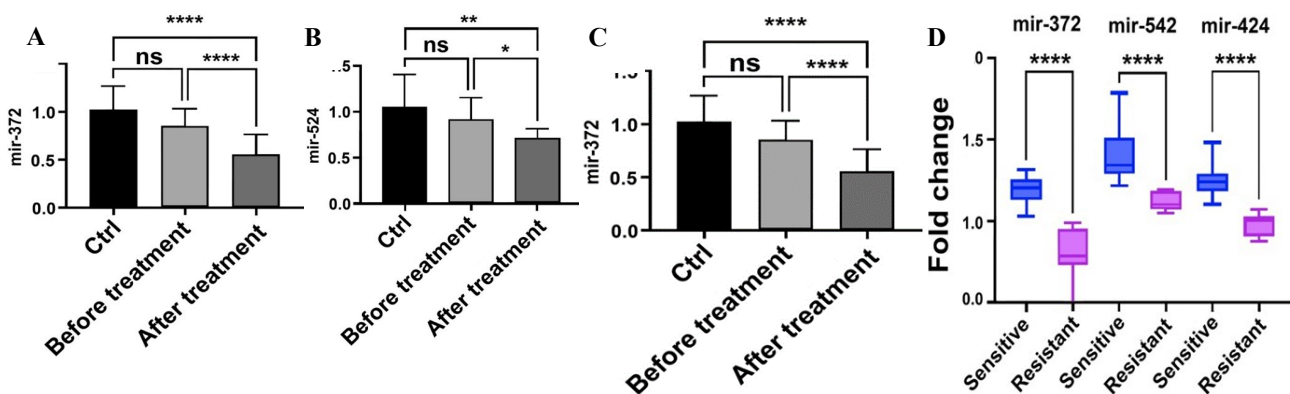 A
****
ns
****
1.0
0.5
0.0
mir-372
Ctrl
Before treatment
After treatment
B
**
ns
*
1.0
0.5
0.0
mir-524
Ctrl
Before treatment
After treatment
C
****
ns
****
1.0
0.5
0.0
mir-372
Ctrl
Before treatment
After treatment
D
mir-372 mir-542 mir-424
**** **** ****
0
1.5
1.0
0.0
Fold change
Sensitive
Resistant
Sensitive
Resistant
Sensitive
Resistant